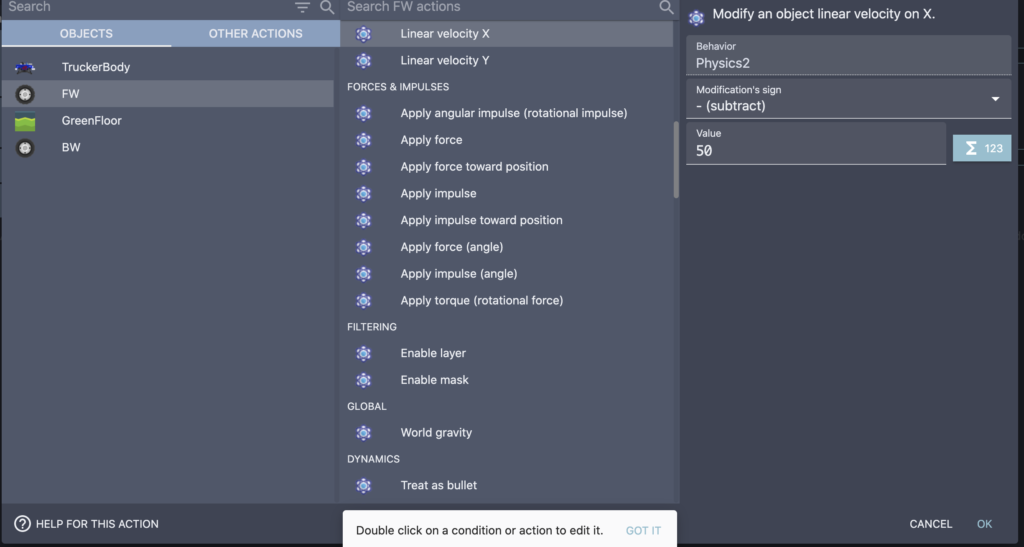 Search
OBJECTS
OTHER ACTIONS
TruckerBody
FW
GreenFloor
BW
HELP FOR THIS ACTION
Search FW actions
Linear velocity X
Linear velocity Y
FORCES & IMPULSES
Apply angular impulse (rotational impulse)
Apply force
Apply force toward position
Apply impulse
Apply impulse toward position
Apply force (angle)
Apply impulse (angle)
Apply torque (rotational force)
FILTERING
Enable layer
Enable mask
GLOBAL
World gravity
DYNAMICS
Treat as bullet
Double click on a condition or action to edit it.
GOT IT
Modify an object linear velocity on X.
Behavior
Physics2
Modification's sign
- (subtract)
Value
50
Σ 123
CANCEL
OK